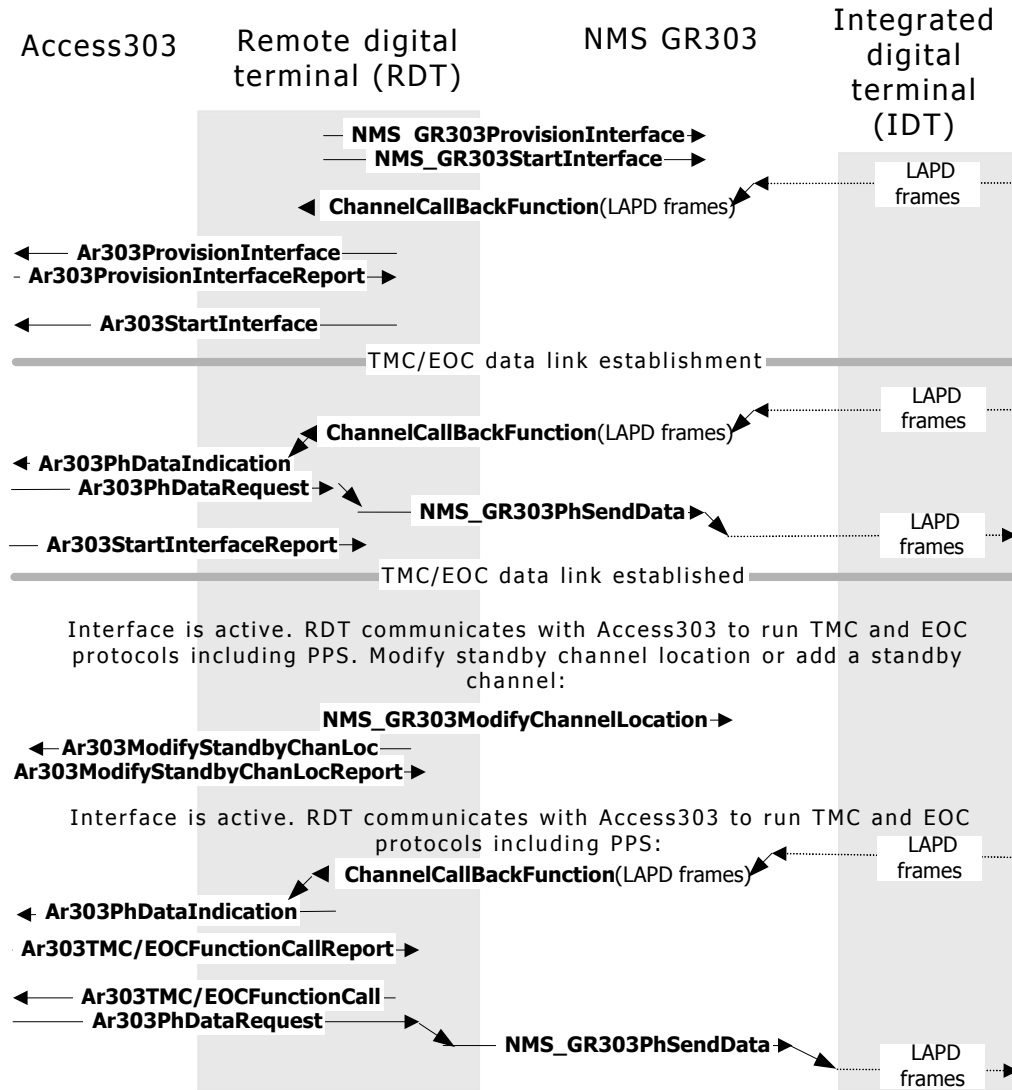 Access303
Remote digital
terminal (RDT)
NMS GR303
Integrated
digital
terminal
(IDT)
NMS GR303ProvisionInterface
NMS_GR303StartInterface
LAPD
frames
ChannelCallBackFunction(LAPD frames)
Ar303ProvisionInterface
Ar303ProvisionInterfaceReport
Ar303StartInterface
TMC/EOC data link establishment
LAPD
frames
ChannelCallBackFunction(LAPD frames)
Ar303PhDataIndication
Ar303PhDataRequest
NMS_GR303PhSendData
LAPD
frames
Ar303StartInterfaceReport
TMC/EOC data link established
Interface is active. RDT communicates with Access303 to run TMC and EOC
protocols including PPS. Modify standby channel location or add a standby
channel:
NMS_GR303ModifyChannelLocation
Ar303ModifyStandbyChanLoc
Ar303ModifyStandbyChanLocReport
Interface is active. RDT communicates with Access303 to run TMC and EOC
protocols including PPS:
LAPD
frames
ChannelCallBackFunction(LAPD frames)
Ar303PhDataIndication
Ar303TMC/EOCFunctionCallReport
Ar303TMC/EOCFunctionCall
Ar303PhDataRequest
NMS_GR303PhSendData
LAPD
frames